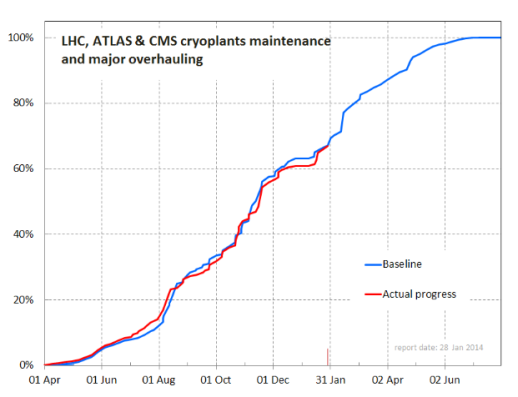 LHC, ATLAS & CMS cryoplants maintenance
and major overhauling
100%
80%
60%
40%
20%
0%
Baseline
Actual progress
report date: 28 Jan 2014
01 Apr
01 Jun
01 Aug
01 Oct
01 Dec
31 Jan
02 Apr
02 Jun